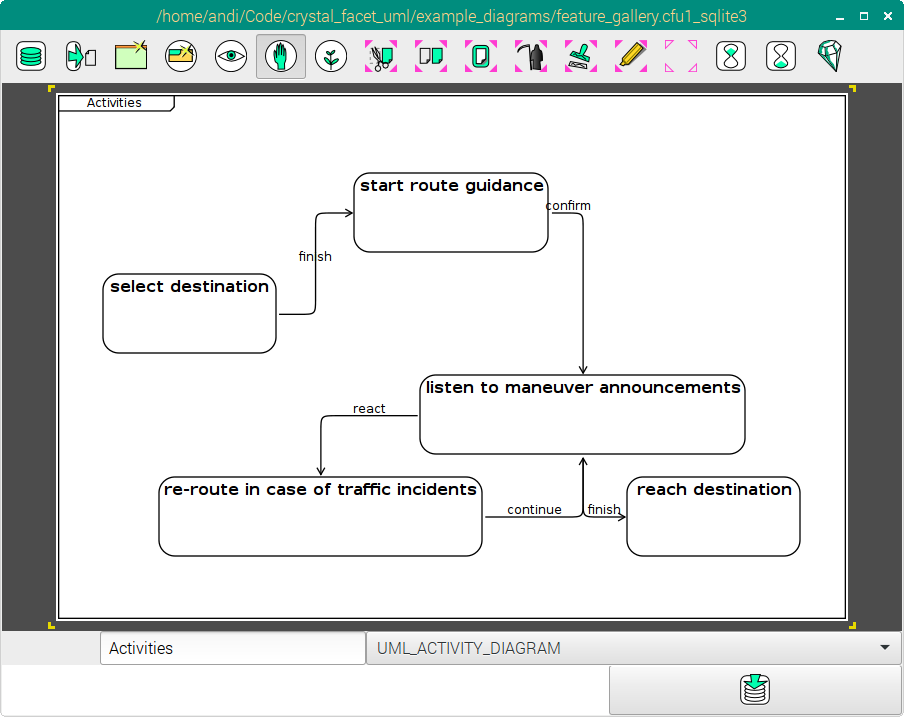 /home/andi/Code/crystal_facet_uml/example_diagrams/feature_gallery.cfu1_sqlite3
Activities
start route guidance
confirm
finish
select destination
listen to maneuver announcements
react
re-route in case of traffic incidents
reach destination
continue
finish
Activities
UML_ACTIVITY_DIAGRAM